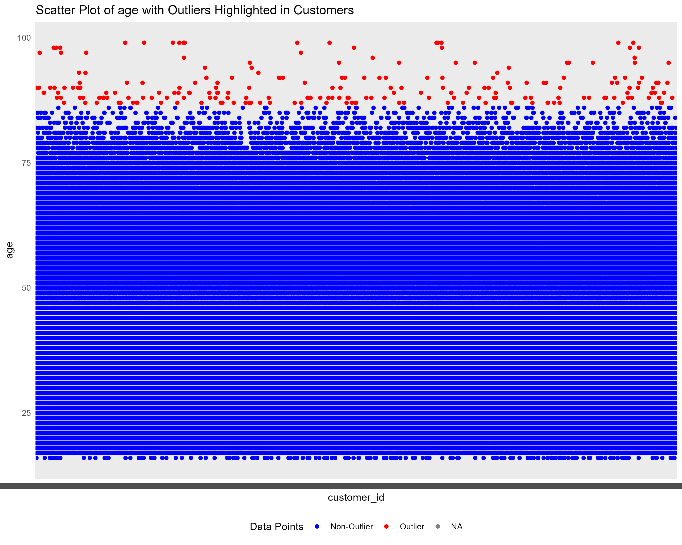 Scatter Plot of age with Outliers Highlighted in Customers
100
75
50
25
age
customer_id
Data Points Non-Outlier Outlier NA